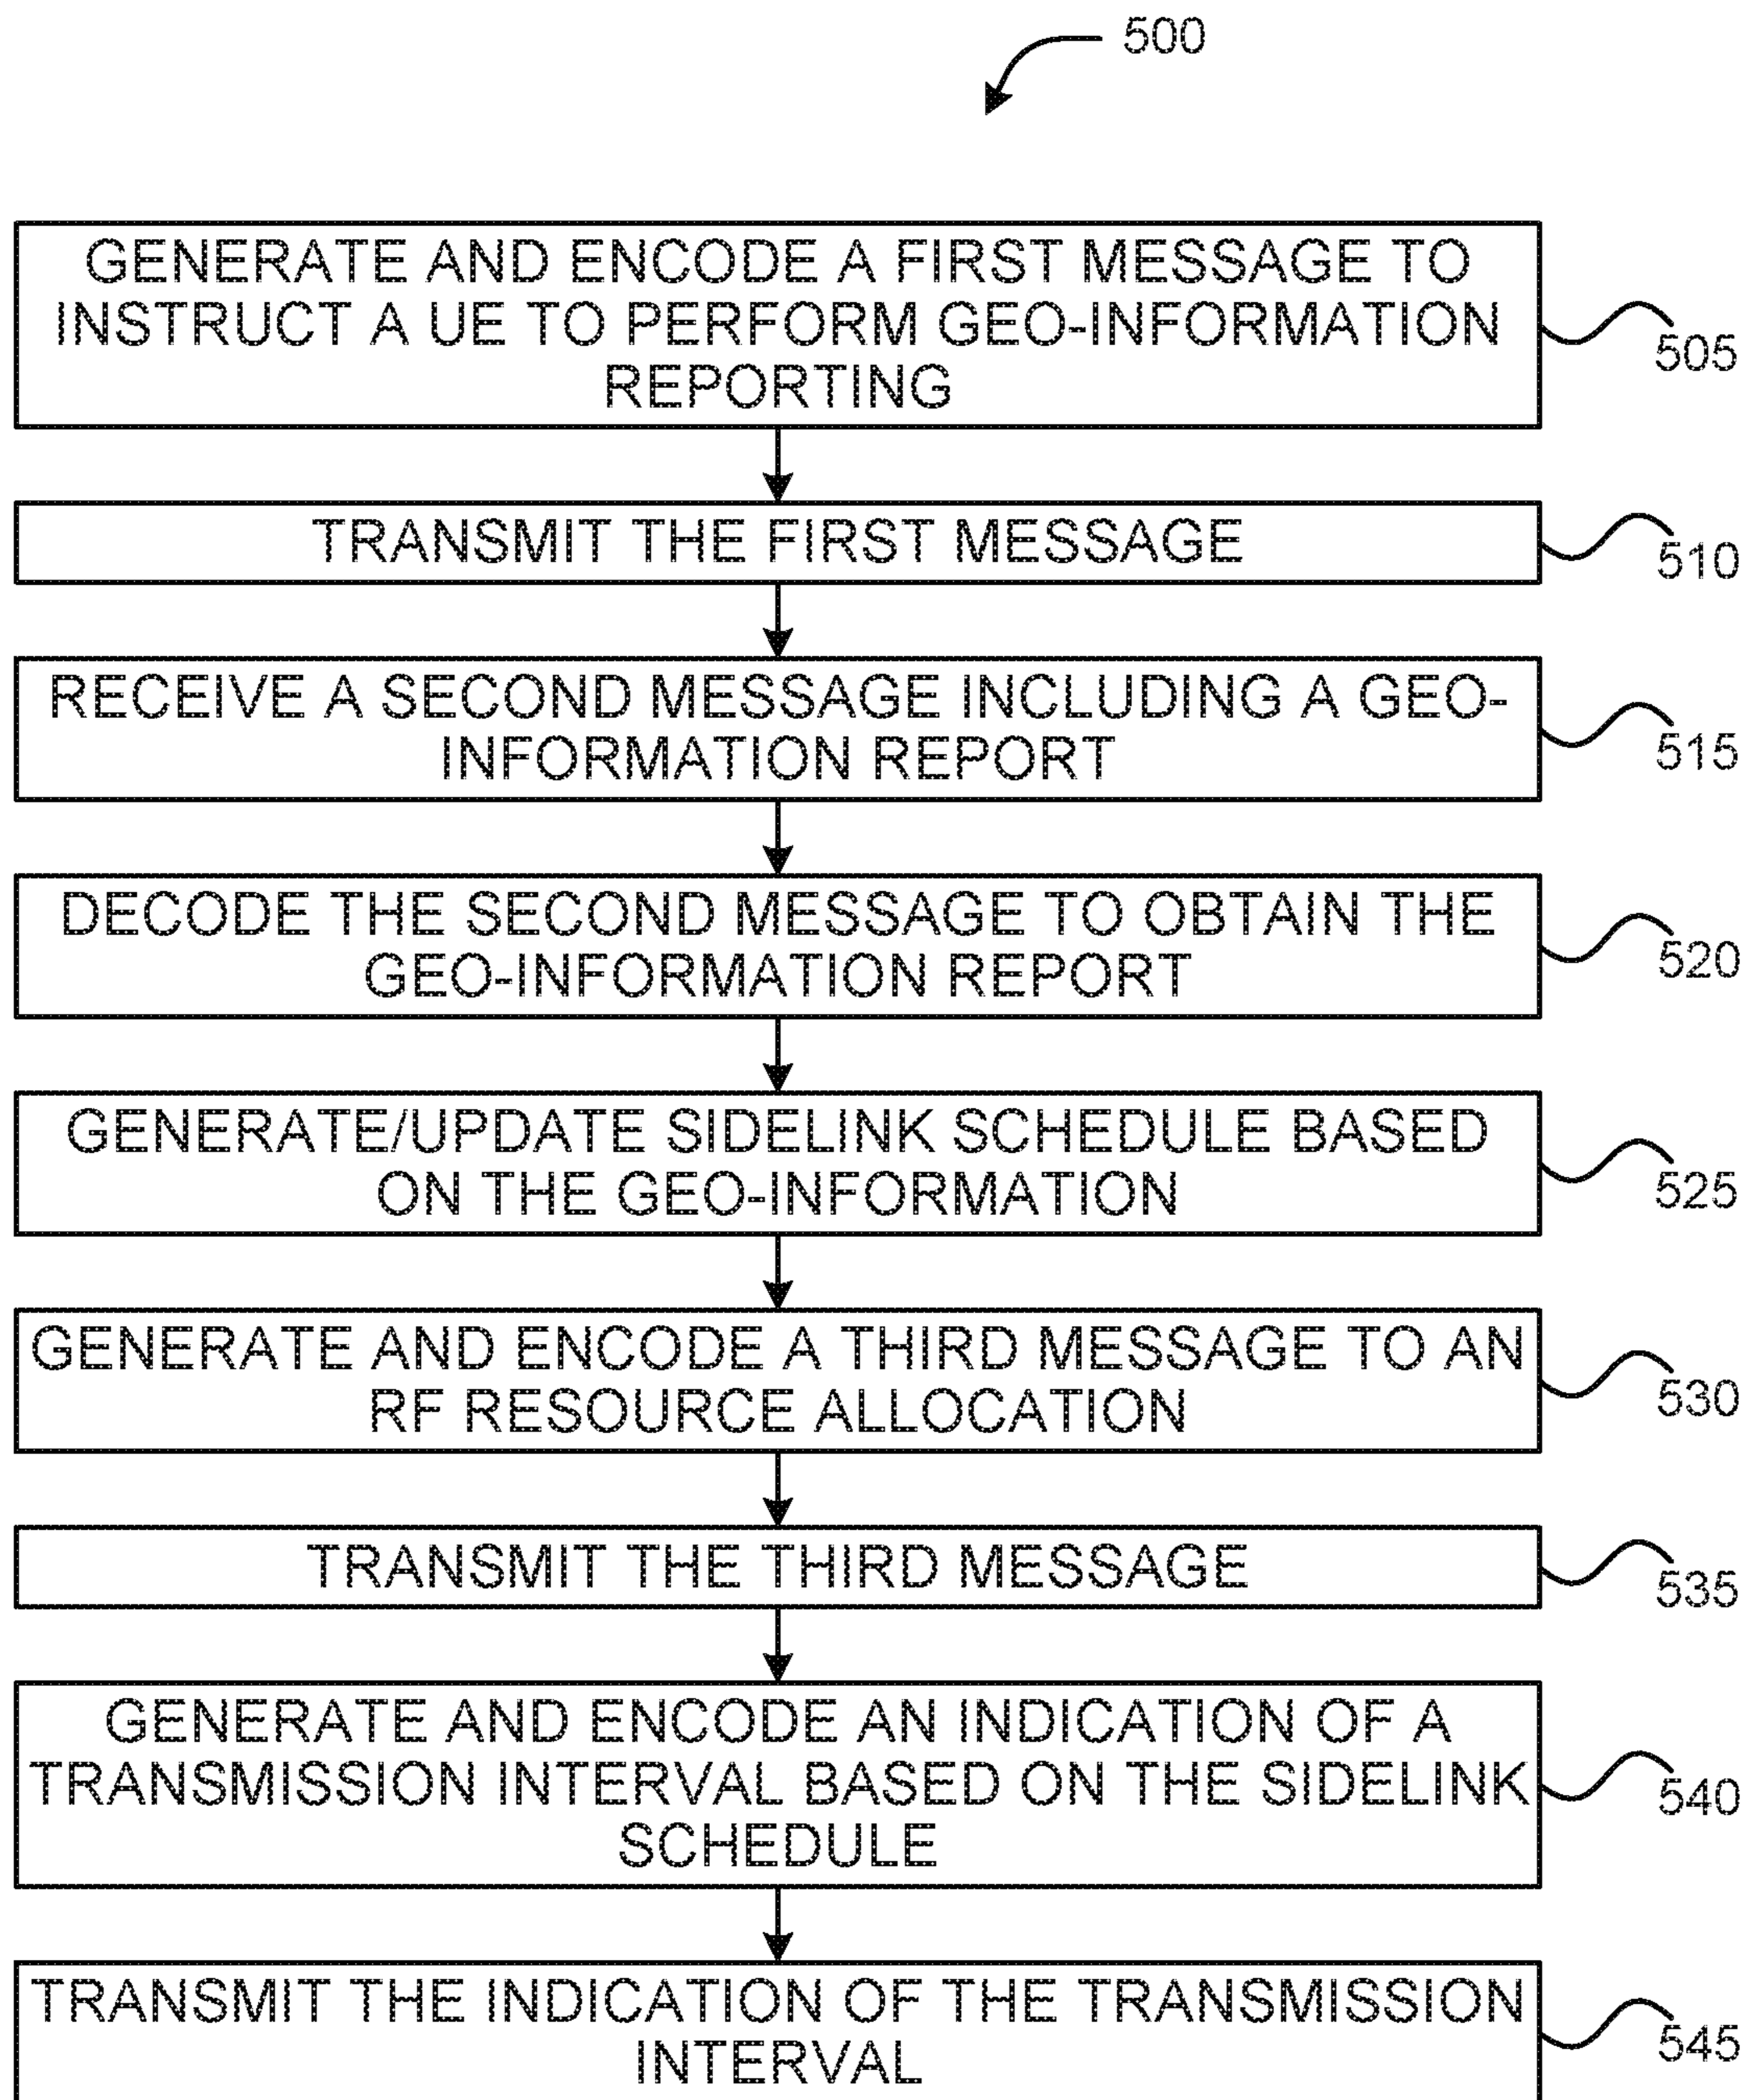 500
GENERATE AND ENCODE A FIRST MESSAGE TO
INSTRUCT A UE TO PERFORM GEO-INFORMATION
REPORTING
505
TRANSMIT THE FIRST MESSAGE
510
RECEIVE A SECOND MESSAGE INCLUDING A GEO-
INFORMATION REPORT
515
DECODE THE SECOND MESSAGE TO OBTAIN THE
GEO-INFORMATION REPORT
520
GENERATE/UPDATE SIDELINK SCHEDULE BASED
ON THE GEO-INFORMATION
525
GENERATE AND ENCODE A THIRD MESSAGE TO AN
RF RESOURCE ALLOCATION
530
TRANSMIT THE THIRD MESSAGE
535
GENERATE AND ENCODE AN INDICATION OF A
TRANSMISSION INTERVAL BASED ON THE SIDELINK
SCHEDULE
540
TRANSMIT THE INDICATION OF THE TRANSMISSION
INTERVAL
545